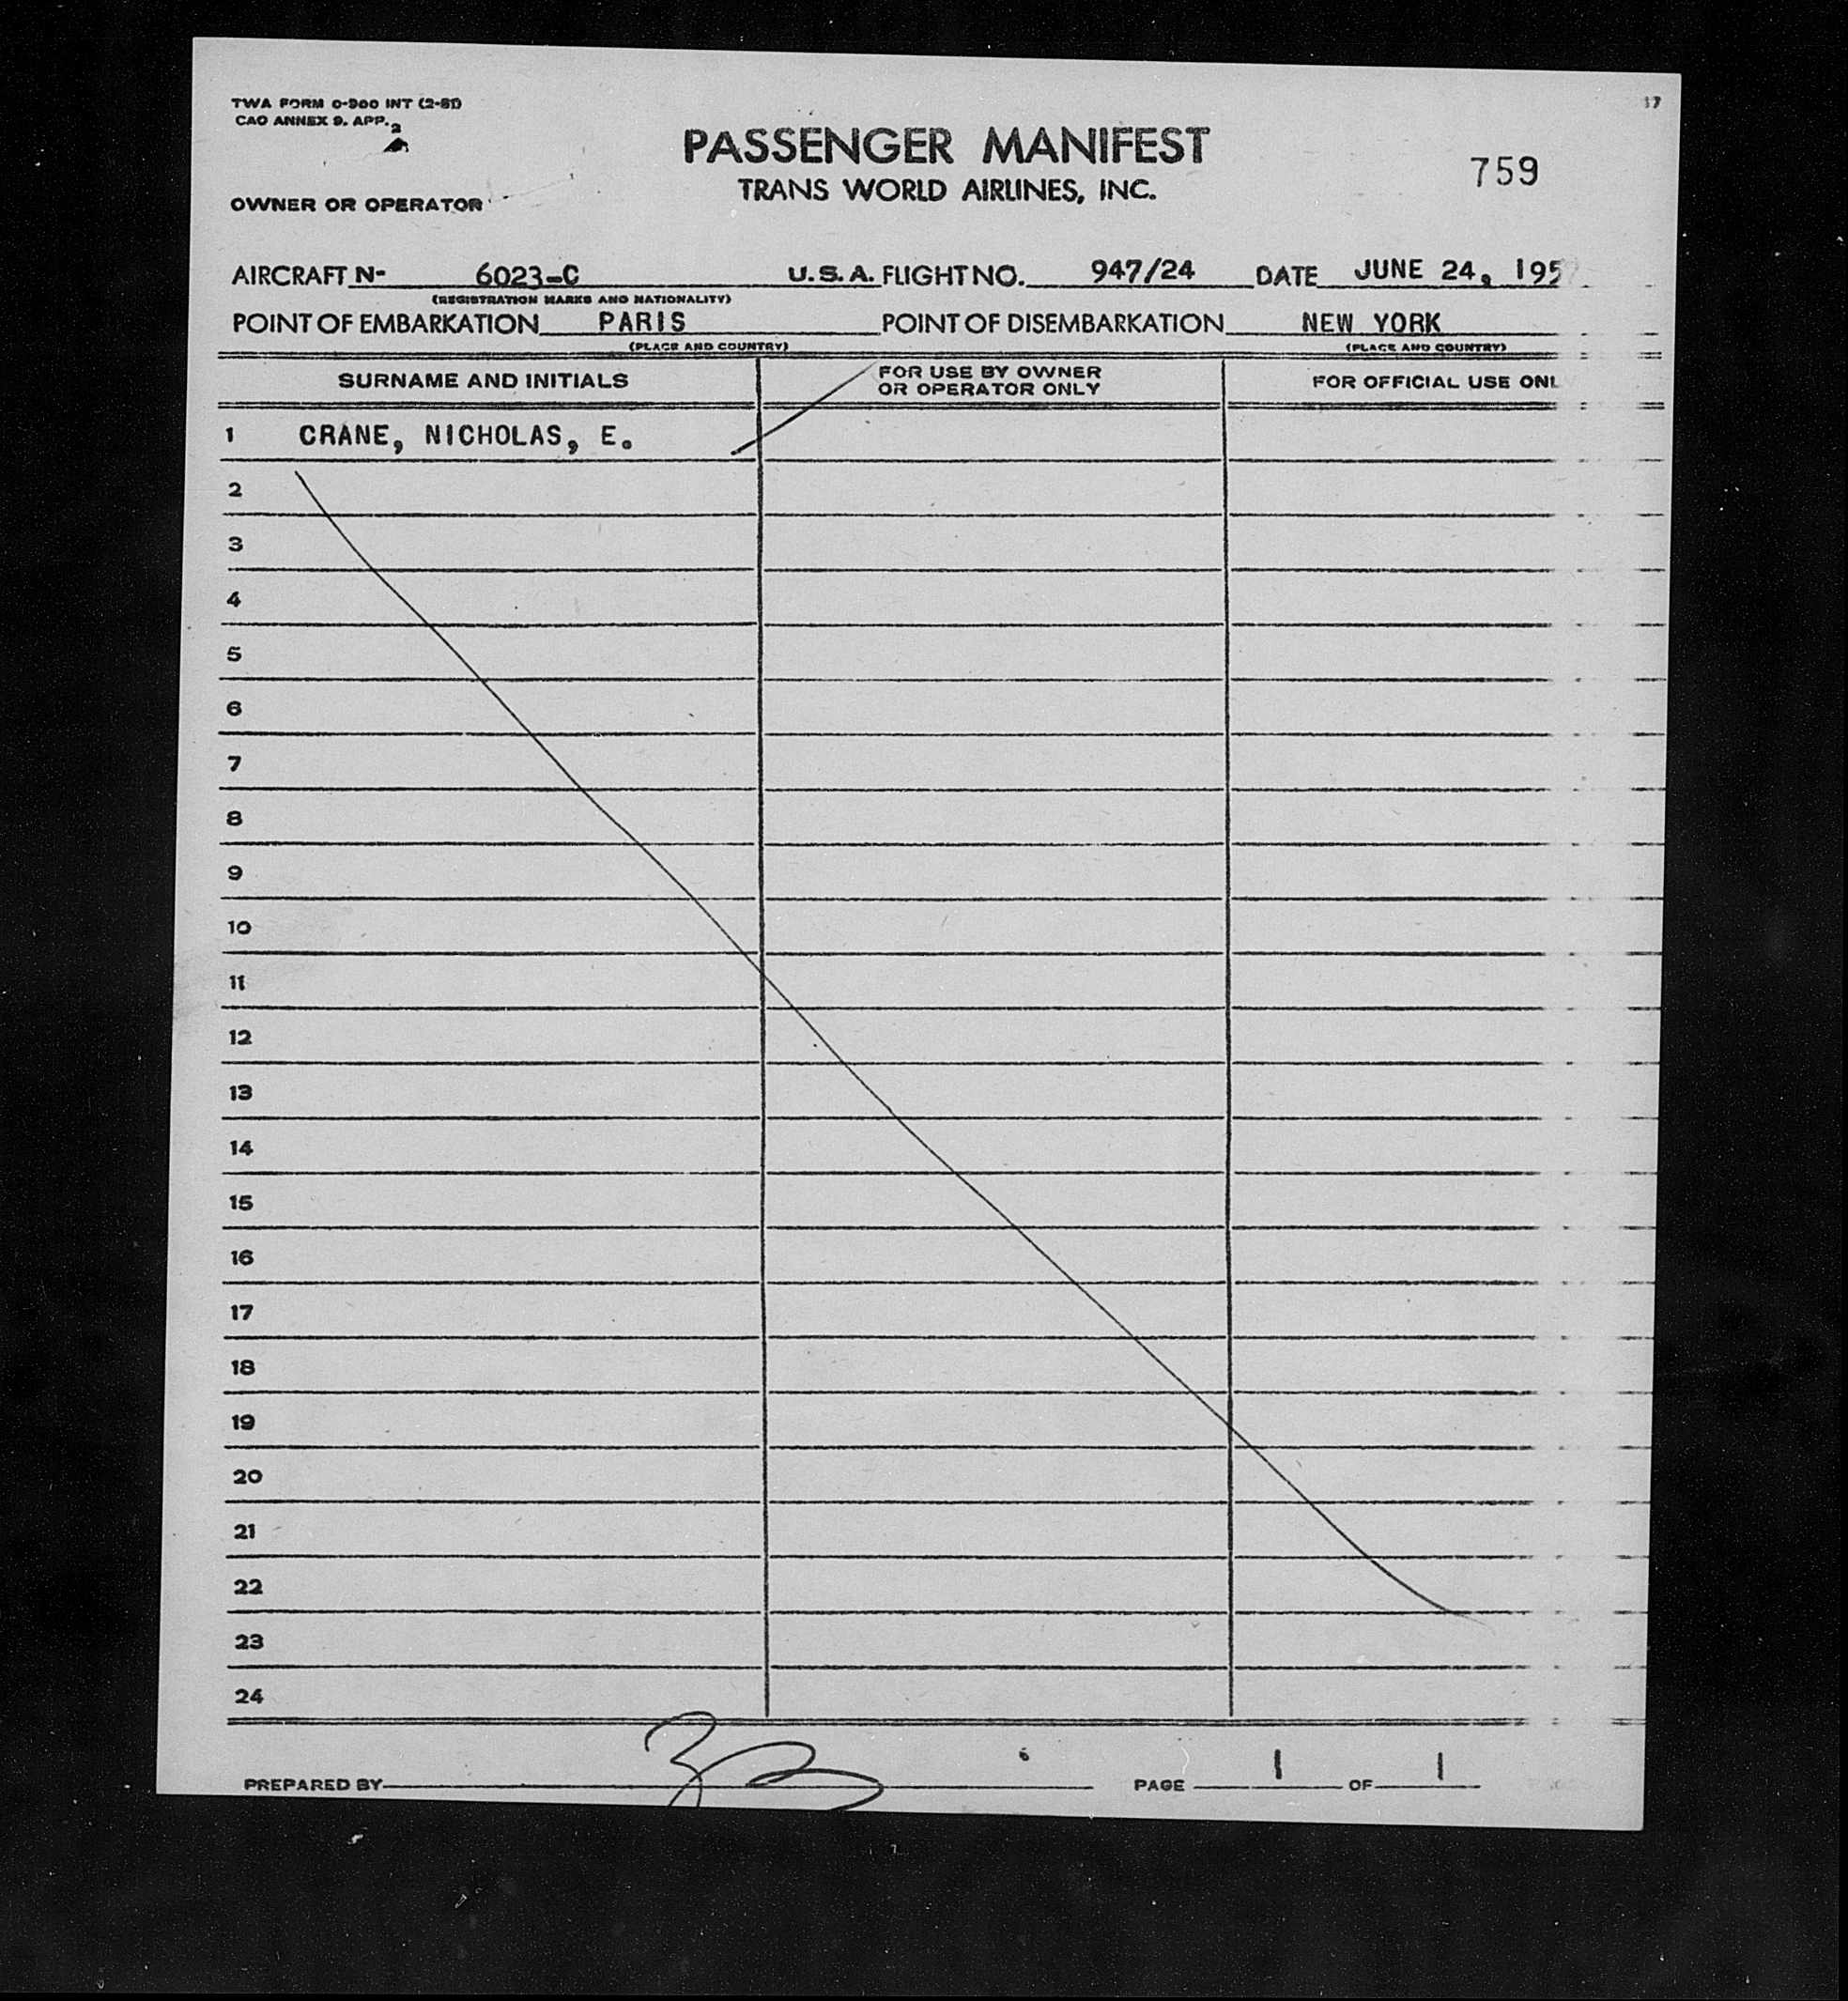 17
TWA FORM O-900 INT (2-51)
CAO ANNEX 9. APP. 2
PASSENGER MANIFEST
759
TRANS WORLD AIRLINES, INC.
OWNER OR OPERATOR
AIRCRAFT N- 6023-C U.S.A. FLIGHT NO. 947/24 DATE JUNE 24, 195
(REGISTRATION MARKS AND NATIONALITY)
POINT OF EMBARKATION PARIS POINT OF DISEMBARKATION NEW YORK
(PLACE AND COUNTRY) (PLACE AND COUNTRY)
SURNAME AND INITIALS FOR USE BY OWNER OR OPERATOR ONLY FOR OFFICIAL USE ONL
1 CRANE, NICHOLAS, E.
2
3
4
5
6
7
8
9
10
11
12
13
14
15
16
17
18
19
20
21
22
23
24
PREPARED BY PAGE 1 OF 1